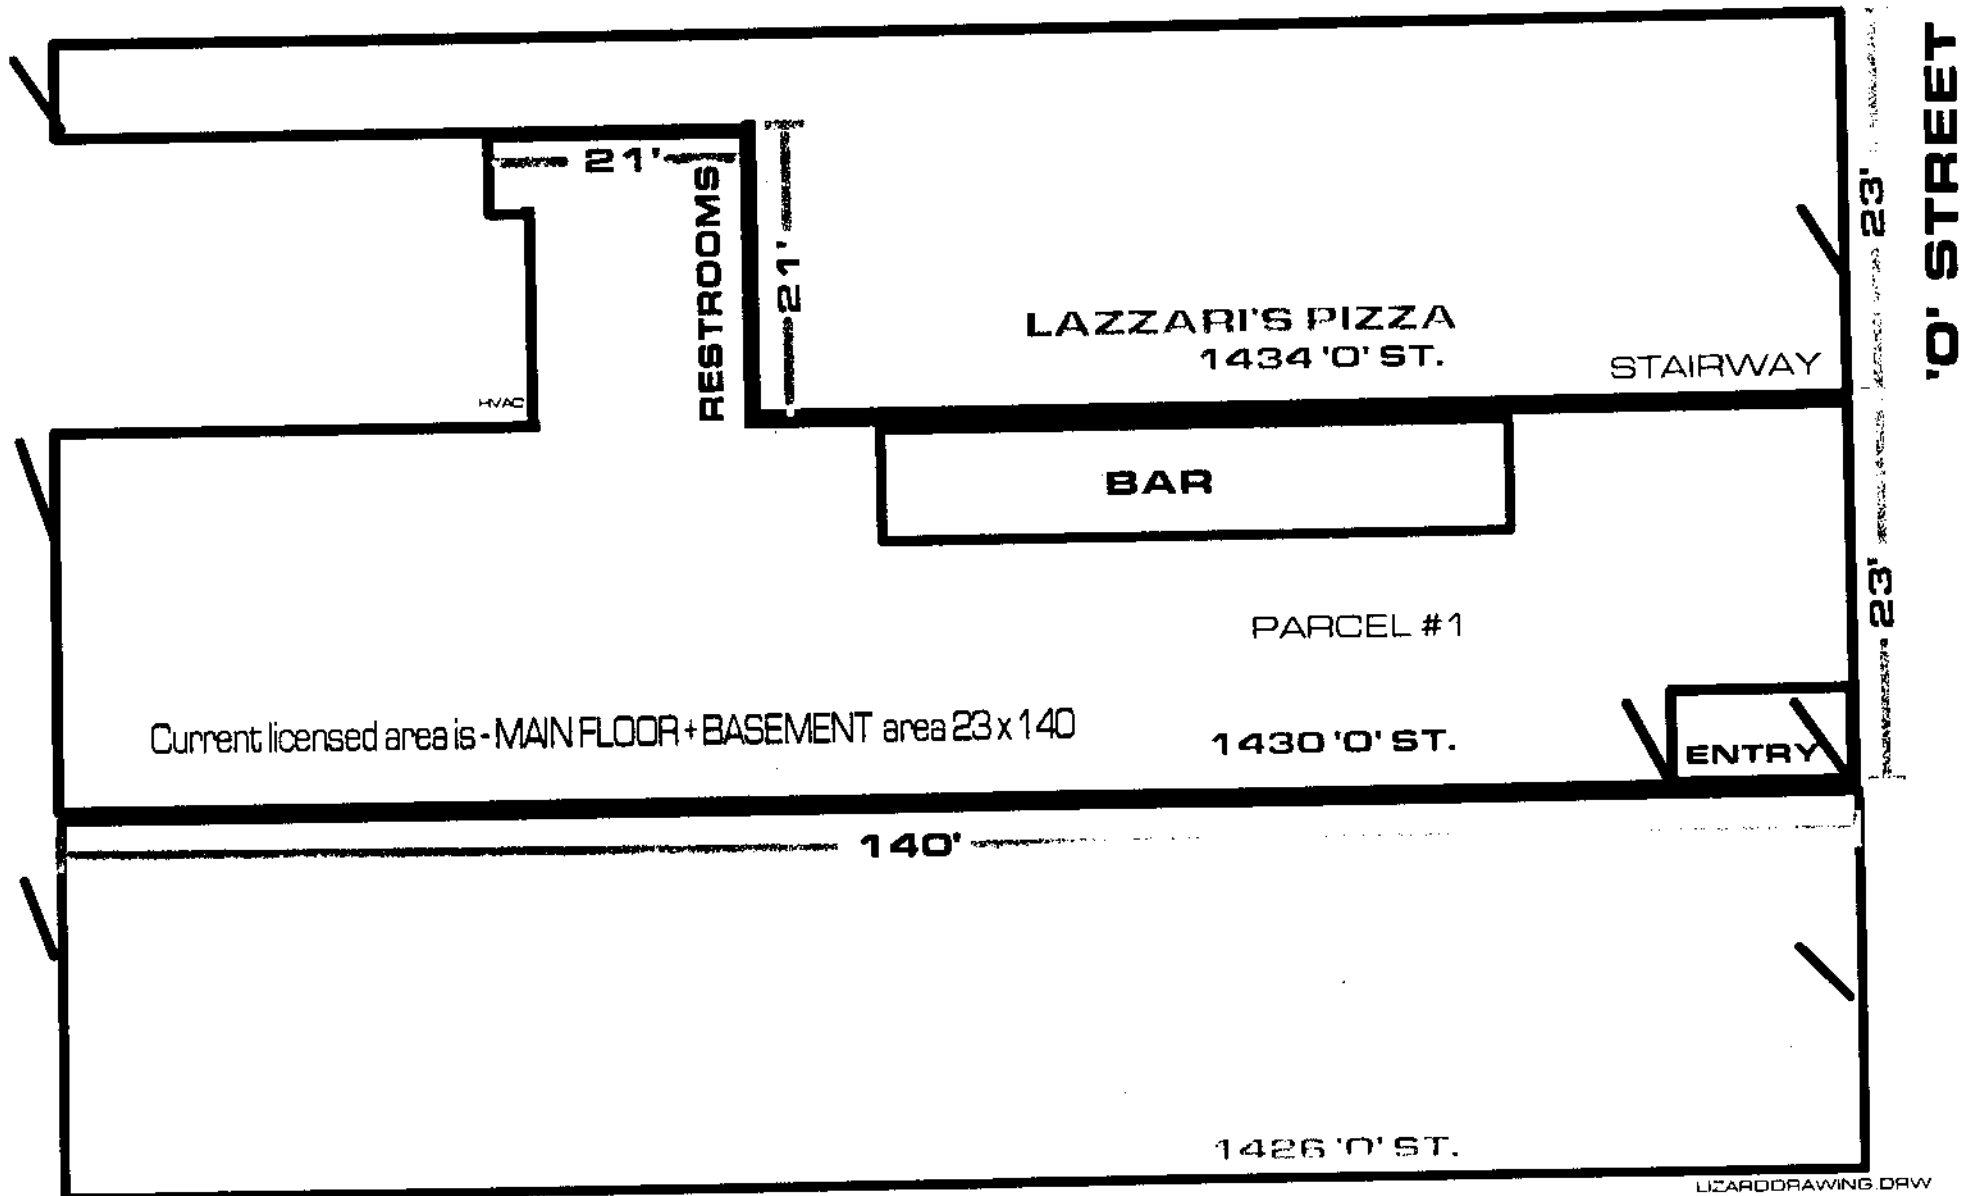 'O' STREET
21'
RESTROOMS
21'
23'
LAZZARI'S PIZZA
1434 'O' ST.
STAIRWAY
HVAC
BAR
23'
PARCEL #1
Current licensed area is - MAIN FLOOR + BASEMENT area 23 x 140
1430 'O' ST.
ENTRY
140'
1426 'O' ST.
LIZARDDRAWING.DRW